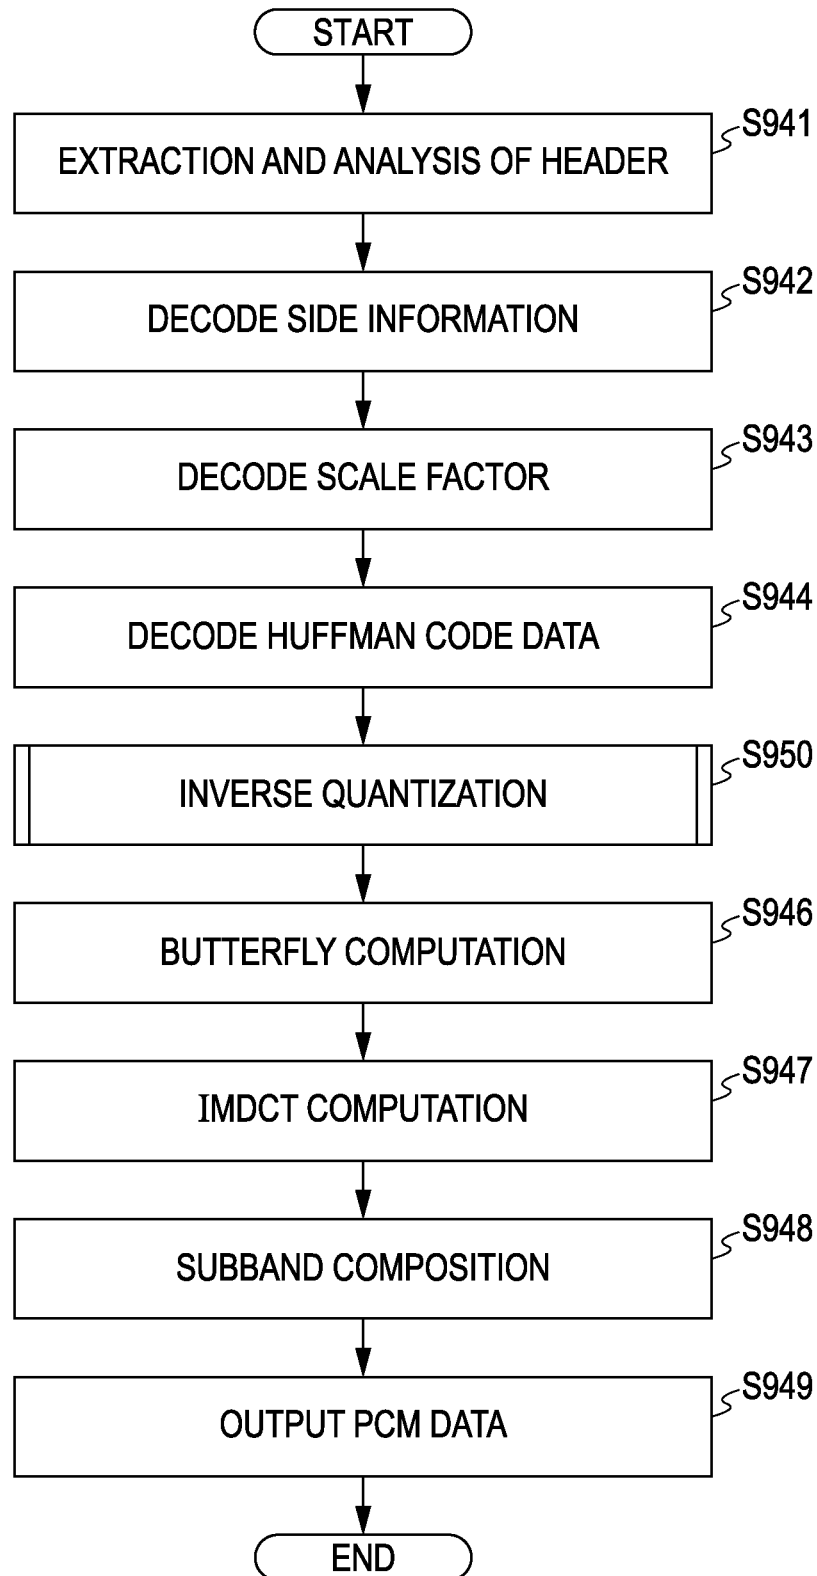 START
EXTRACTION AND ANALYSIS OF HEADER
S941
DECODE SIDE INFORMATION
S942
DECODE SCALE FACTOR
S943
DECODE HUFFMAN CODE DATA
S944
INVERSE QUANTIZATION
S950
BUTTERFLY COMPUTATION
S946
IMDCT COMPUTATION
S947
SUBBAND COMPOSITION
S948
OUTPUT PCM DATA
S949
END